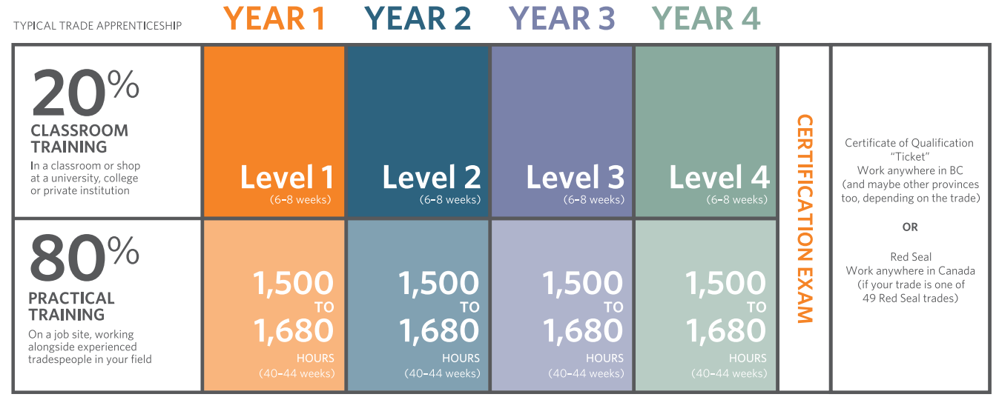 TYPICAL TRADE APPRENTICESHIP
YEAR 1
YEAR 2
YEAR 3
YEAR 4
20%
CLASSROOM
TRAINING
In a classroom or shop
at a university, college
or private institution
Level 1
(6–8 weeks)
Level 2
(6–8 weeks)
Level 3
(6–8 weeks)
Level 4
(6–8 weeks)
80%
PRACTICAL
TRAINING
On a job site, working
alongside experienced
tradespeople in your field
1,500
TO
1,680
HOURS
(40–44 weeks)
1,500
TO
1,680
HOURS
(40–44 weeks)
1,500
TO
1,680
HOURS
(40–44 weeks)
1,500
TO
1,680
HOURS
(40–44 weeks)
CERTIFICATION EXAM
Certificate of Qualification
“Ticket”
Work anywhere in BC
(and maybe other provinces
too, depending on the trade)
OR
Red Seal
Work anywhere in Canada
(if your trade is one of
49 Red Seal trades)